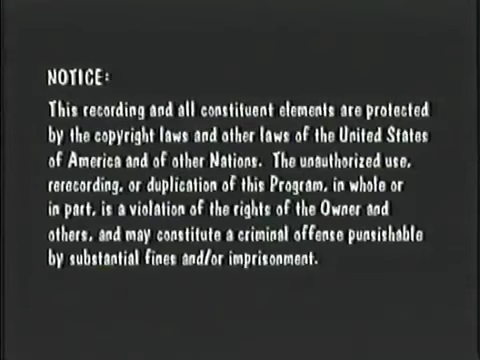 NOTICE:
This recording and all constituent elements are protected
by the copyright laws and other laws of the United States
of America and of other Nations. The unauthorized use,
rerecording, or duplication of this Program, in whole or
in part, is a violation of the rights of the Owner and
others, and may constitute a criminal offense punishable
by substantial fines and/or imprisonment.